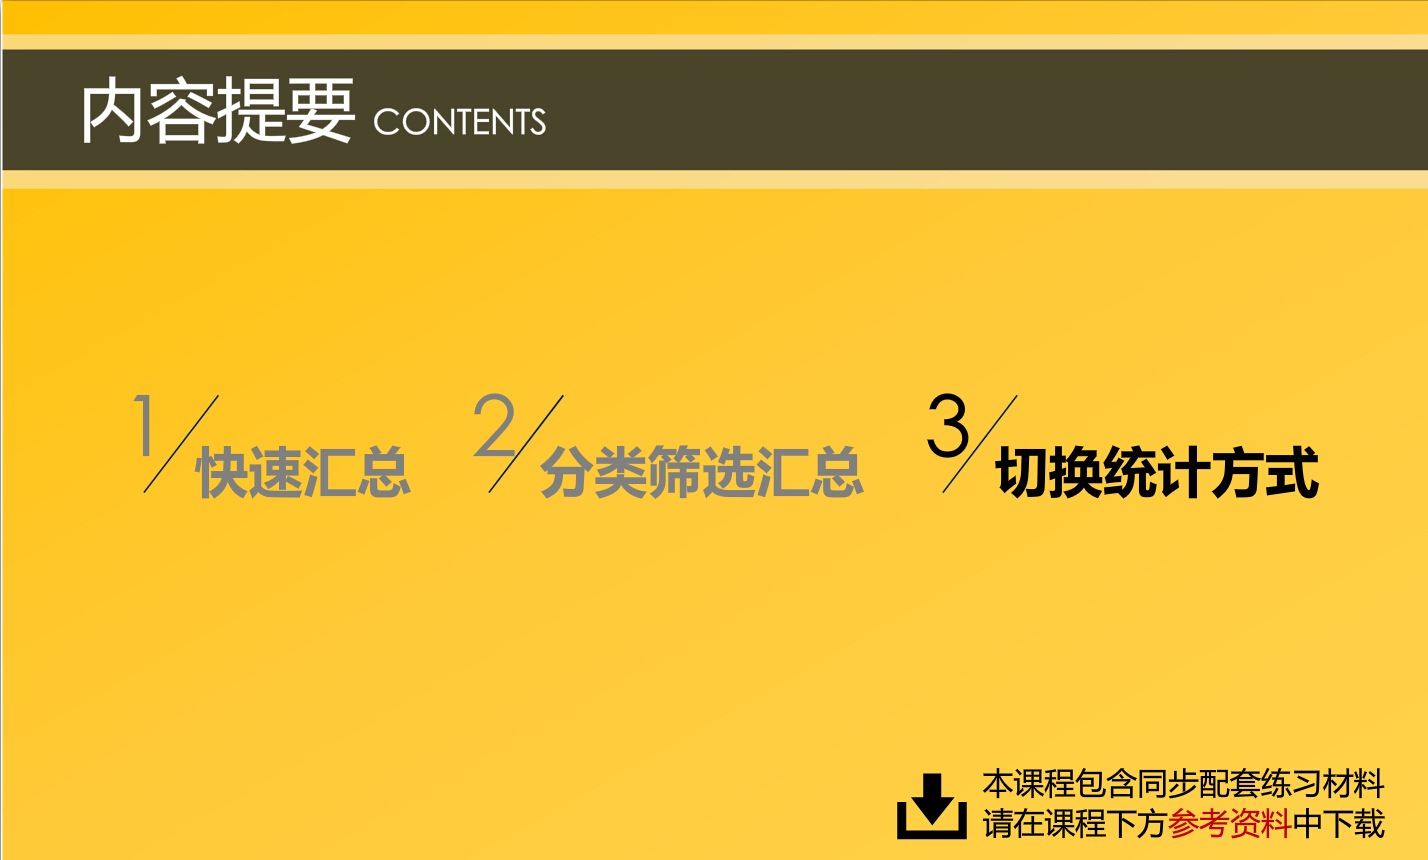 内容提要 CONTENTS
1 快速汇总
2 分类筛选汇总
3 切换统计方式
本课程包含同步配套练习材料
请在课程下方参考资料中下载